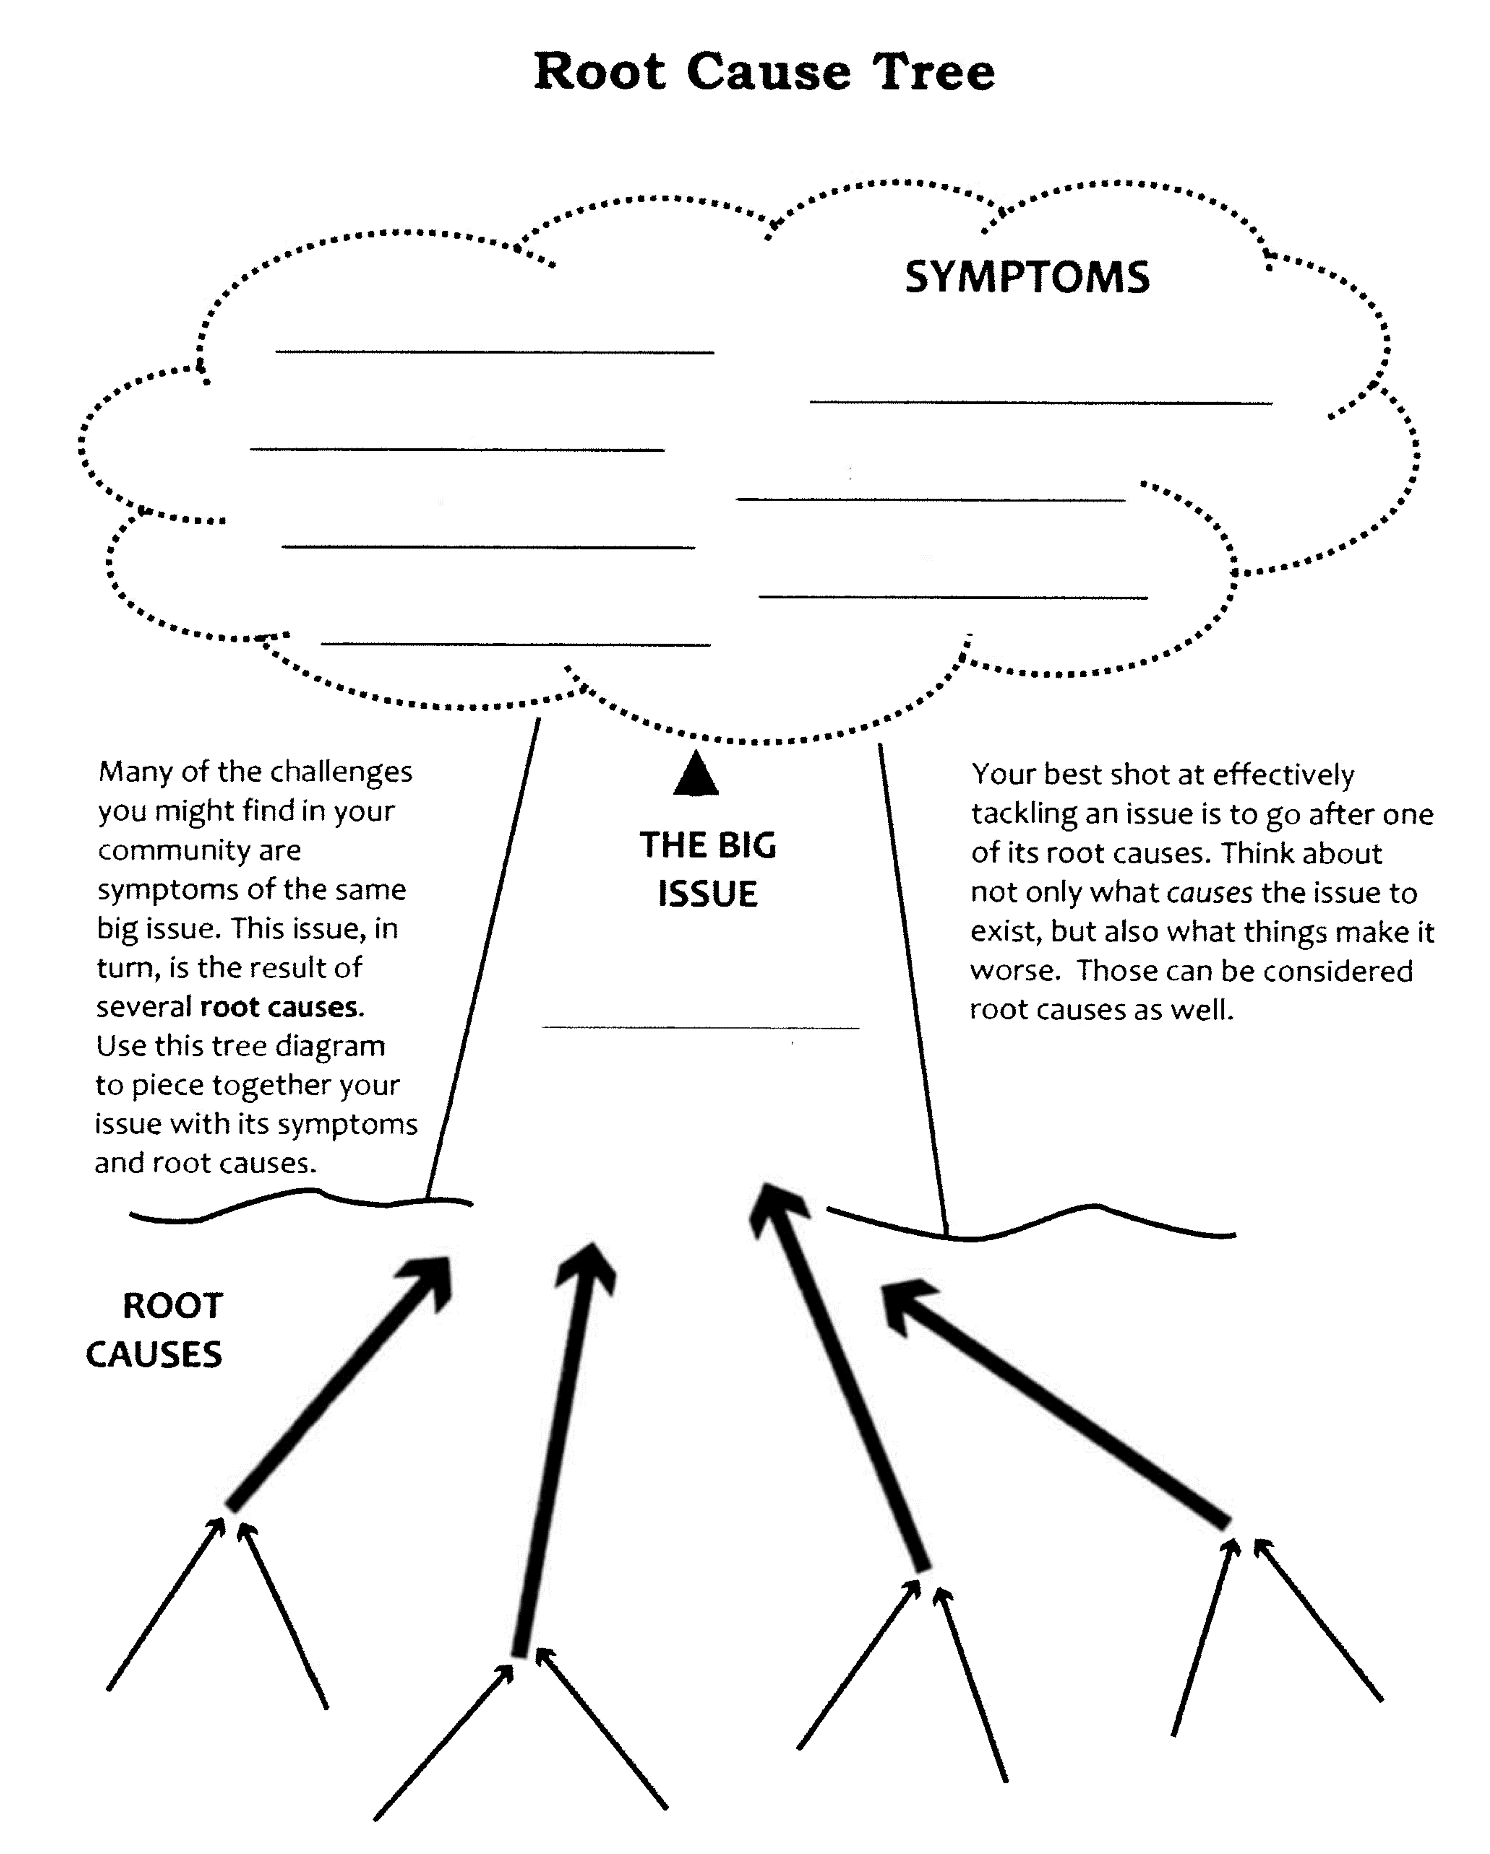 Root Cause Tree
SYMPTOMS
THE BIG
ISSUE
Many of the challenges
you might find in your
community are
symptoms of the same
big issue. This issue, in
turn, is the result of
several root causes.
Use this tree diagram
to piece together your
issue with its symptoms
and root causes.
Your best shot at effectively
tackling an issue is to go after one
of its root causes. Think about
not only what causes the issue to
exist, but also what things make it
worse. Those can be considered
root causes as well.
ROOT
CAUSES